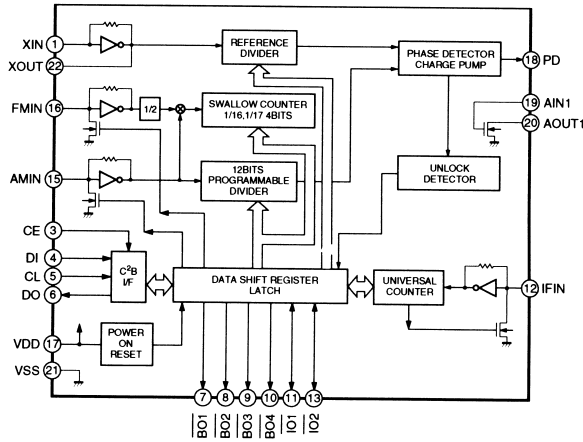 XIN 1
XOUT 22
REFERENCE
DIVIDER
PHASE DETECTOR
CHARGE PUMP
18 PD
FMIN 16
1/2
SWALLOW COUNTER
1/16,1/17 4BITS
19 AIN1
20 AOUT1
AMIN 15
12BITS
PROGRAMMABLE
DIVIDER
UNLOCK
DETECTOR
CE 3
DI 4
CL 5
DO 6
C²B
I/F
DATA SHIFT REGISTER
LATCH
UNIVERSAL
COUNTER
12 IFIN
VDD 17
POWER
ON
RESET
VSS 21
7 8 9 10 11 13
BO1 BO2 BO3 BO4 IO1 IO2